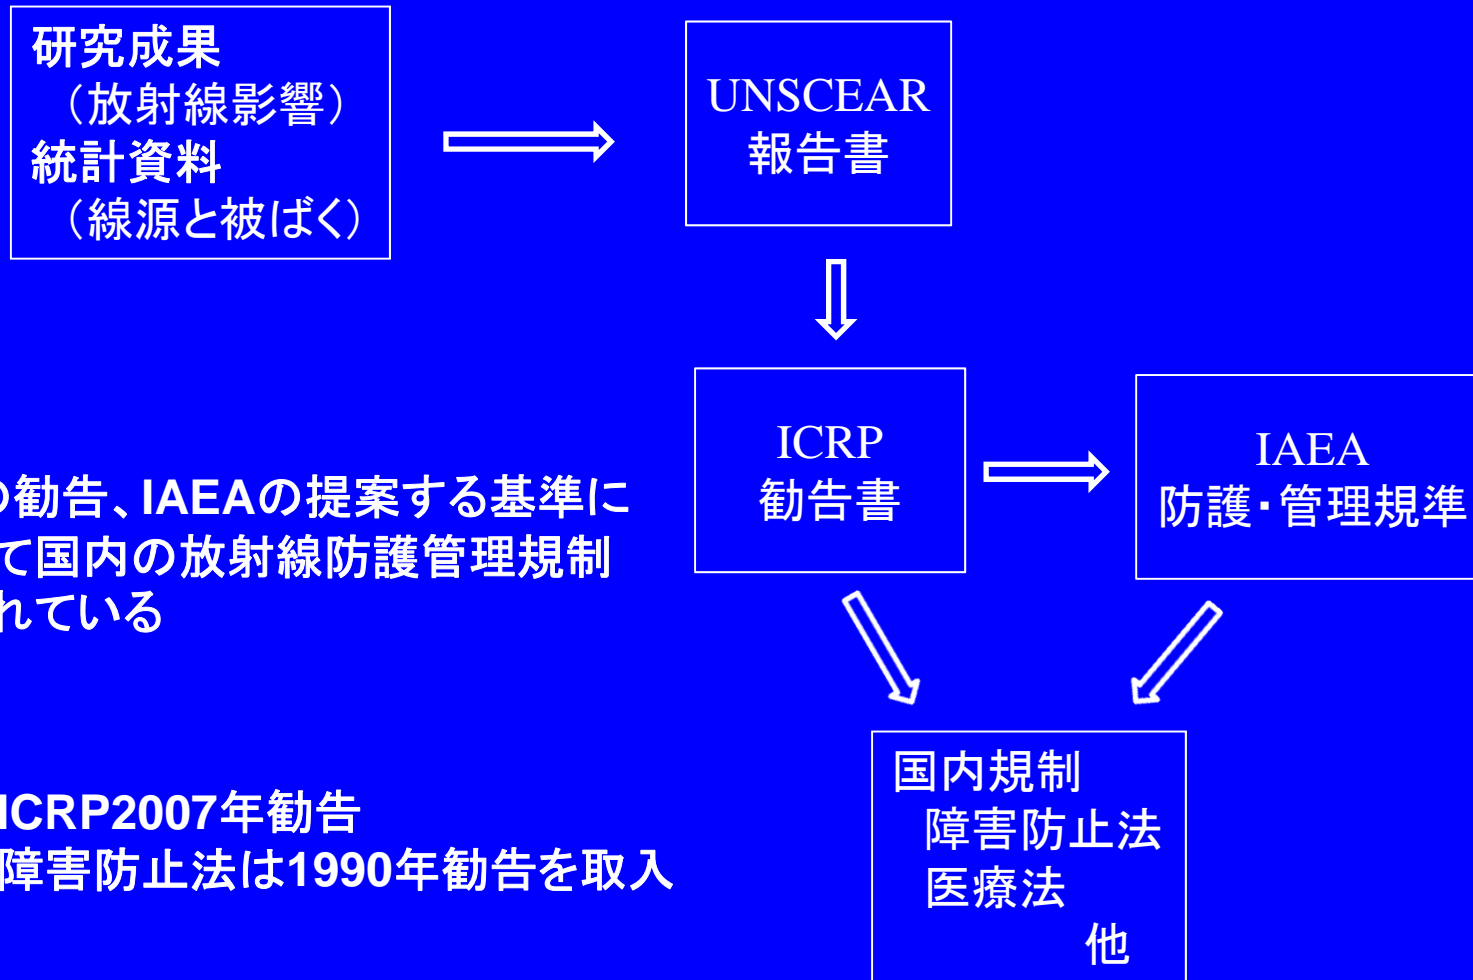 研究成果
（放射線影響）
統計資料
（線源と被ばく）
UNSCEAR
報告書
ICRP
勧告書
IAEA
防護・管理規準
の勧告、IAEAの提案する基準に
て国内の放射線防護管理規制
れている
ICRP2007年勧告
障害防止法は1990年勧告を取入
国内規制
障害防止法
医療法
他